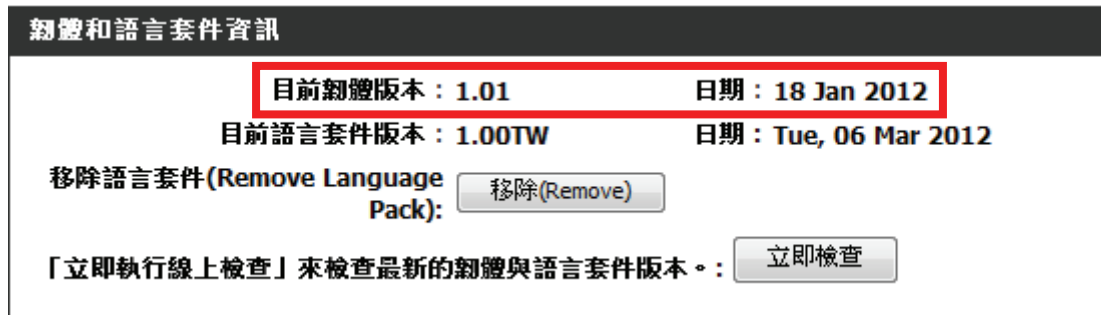 韌體和語言套件資訊
目前韌體版本：1.01 日期：18 Jan 2012
目前語言套件版本：1.00TW 日期：Tue, 06 Mar 2012
移除語言套件(Remove Language
Pack): 移除(Remove)
「立即執行線上檢查」來檢查最新的韌體與語言套件版本。: 立即檢查